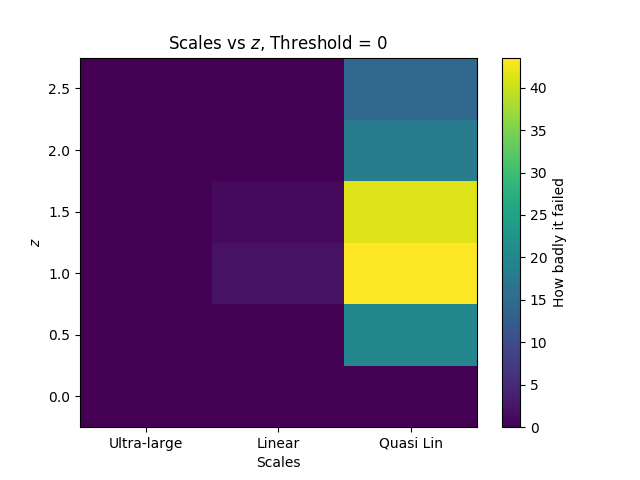 Scales vs z, Threshold = 0
2.5
2.0
1.5
1.0
0.5
0.0
z
Ultra-large
Linear
Quasi Lin
Scales
40
35
30
25
20
15
10
5
0
How badly it failed